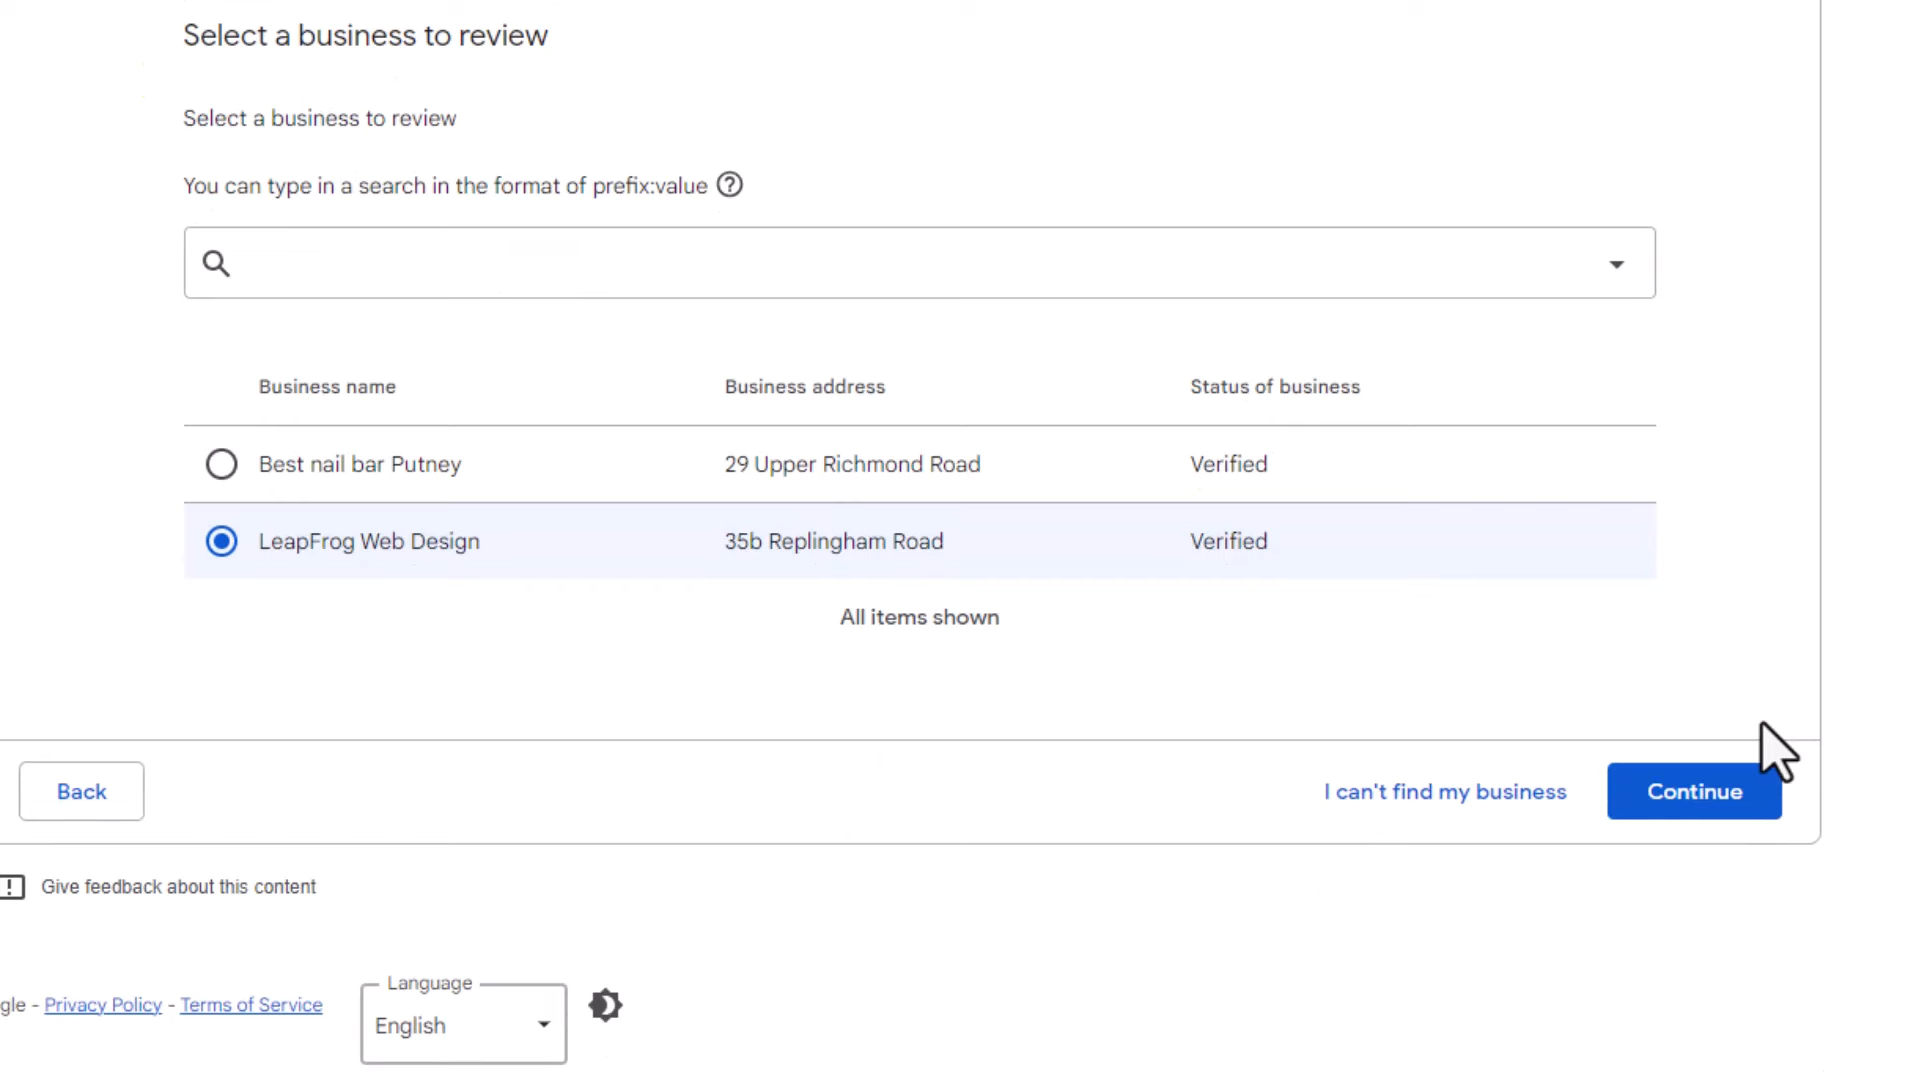 Select a business to review
Select a business to review
You can type in a search in the format of prefix:value
Business name Business address Status of business
Best nail bar Putney 29 Upper Richmond Road Verified
LeapFrog Web Design 35b Replingham Road Verified
All items shown
Back I can't find my business Continue
Give feedback about this content
gle - Privacy Policy - Terms of Service
Language
English